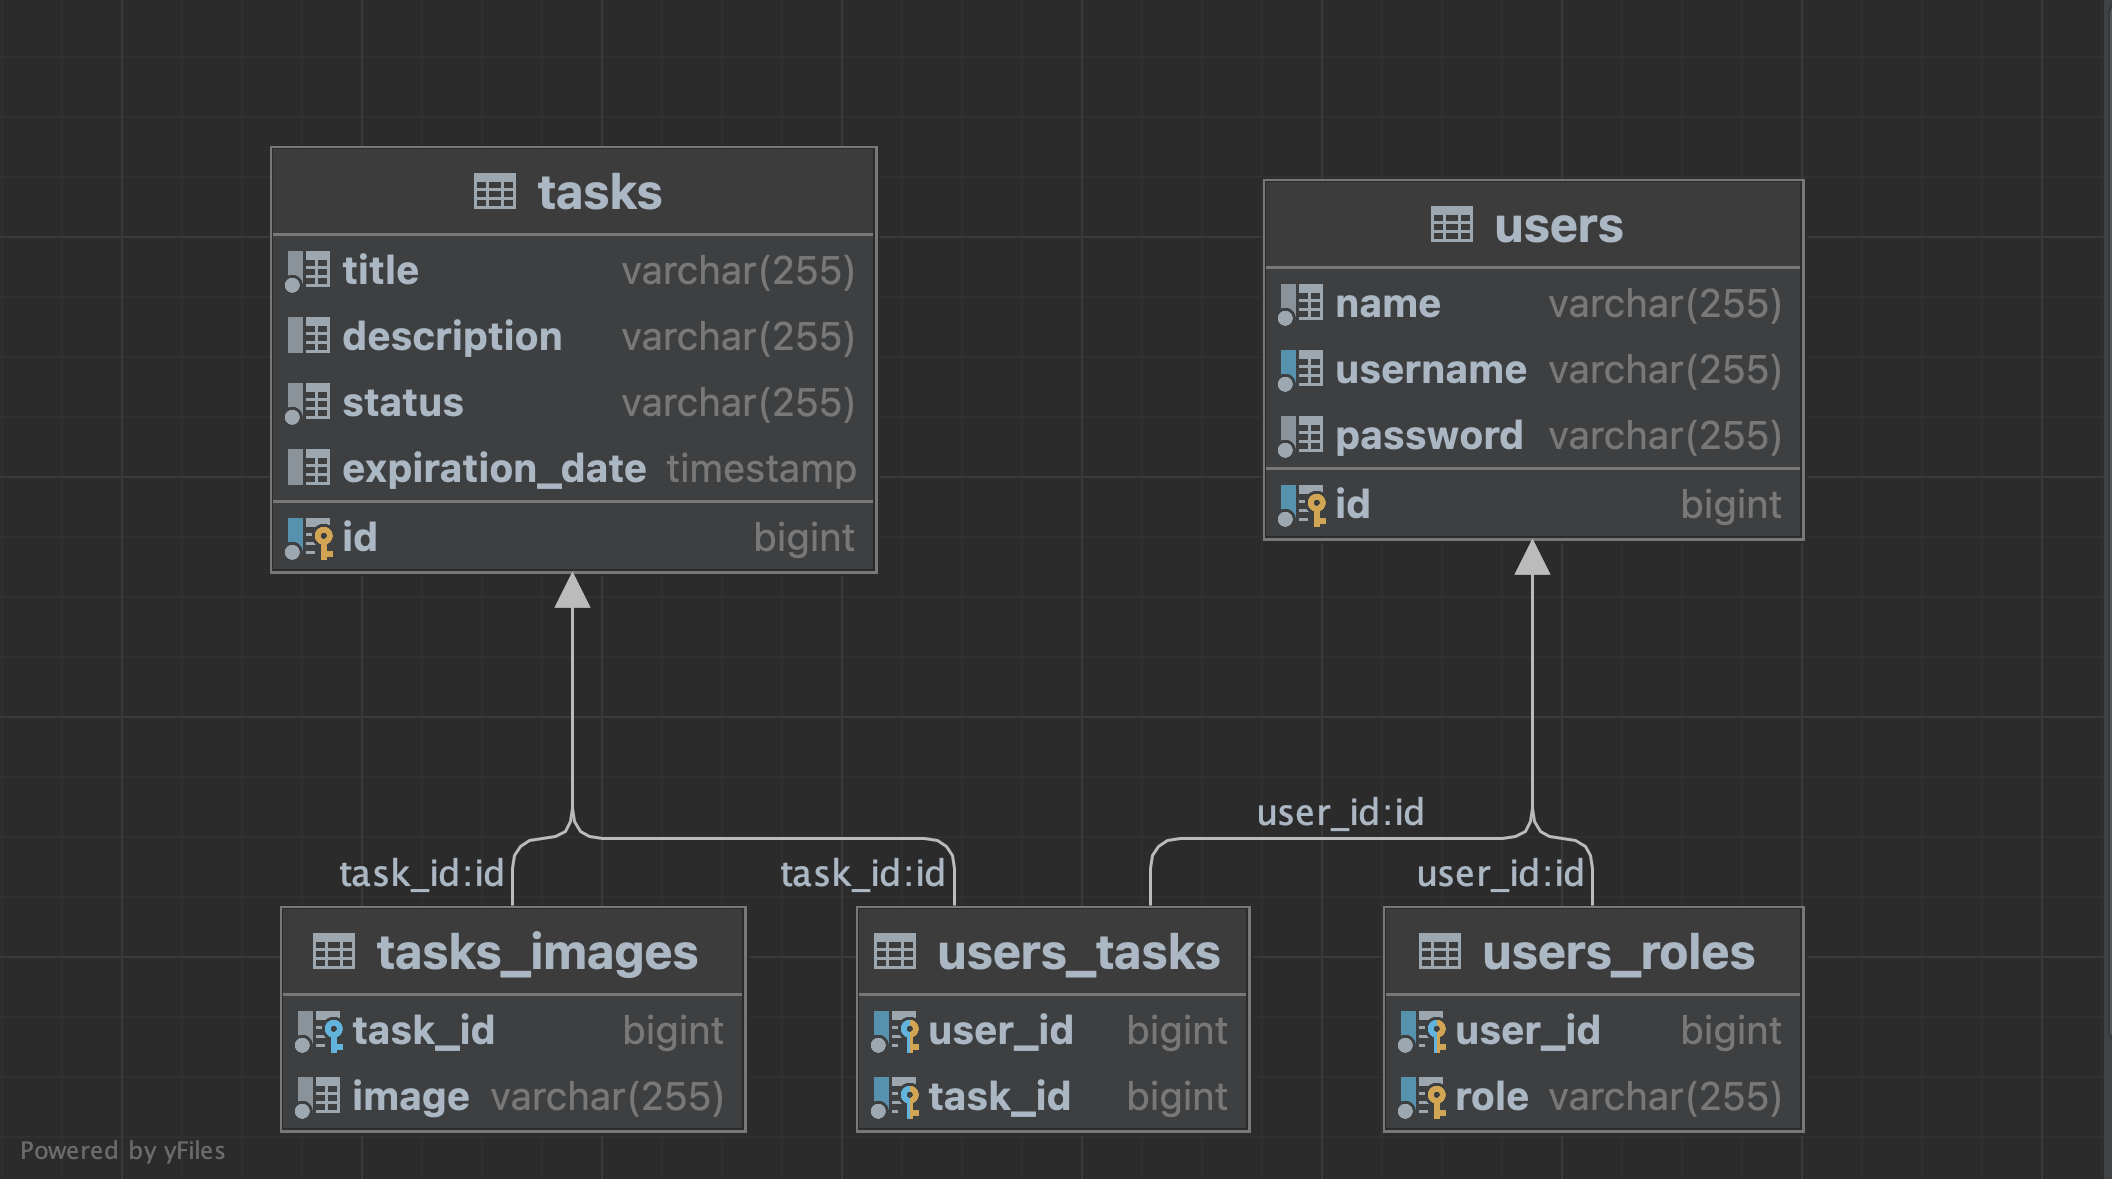 tasks
title varchar(255)
description varchar(255)
status varchar(255)
expiration_date timestamp
id bigint
users
name varchar(255)
username varchar(255)
password varchar(255)
id bigint
task_id:id
task_id:id
user_id:id
user_id:id
tasks_images
task_id bigint
image varchar(255)
users_tasks
user_id bigint
task_id bigint
users_roles
user_id bigint
role varchar(255)
Powered by yFiles